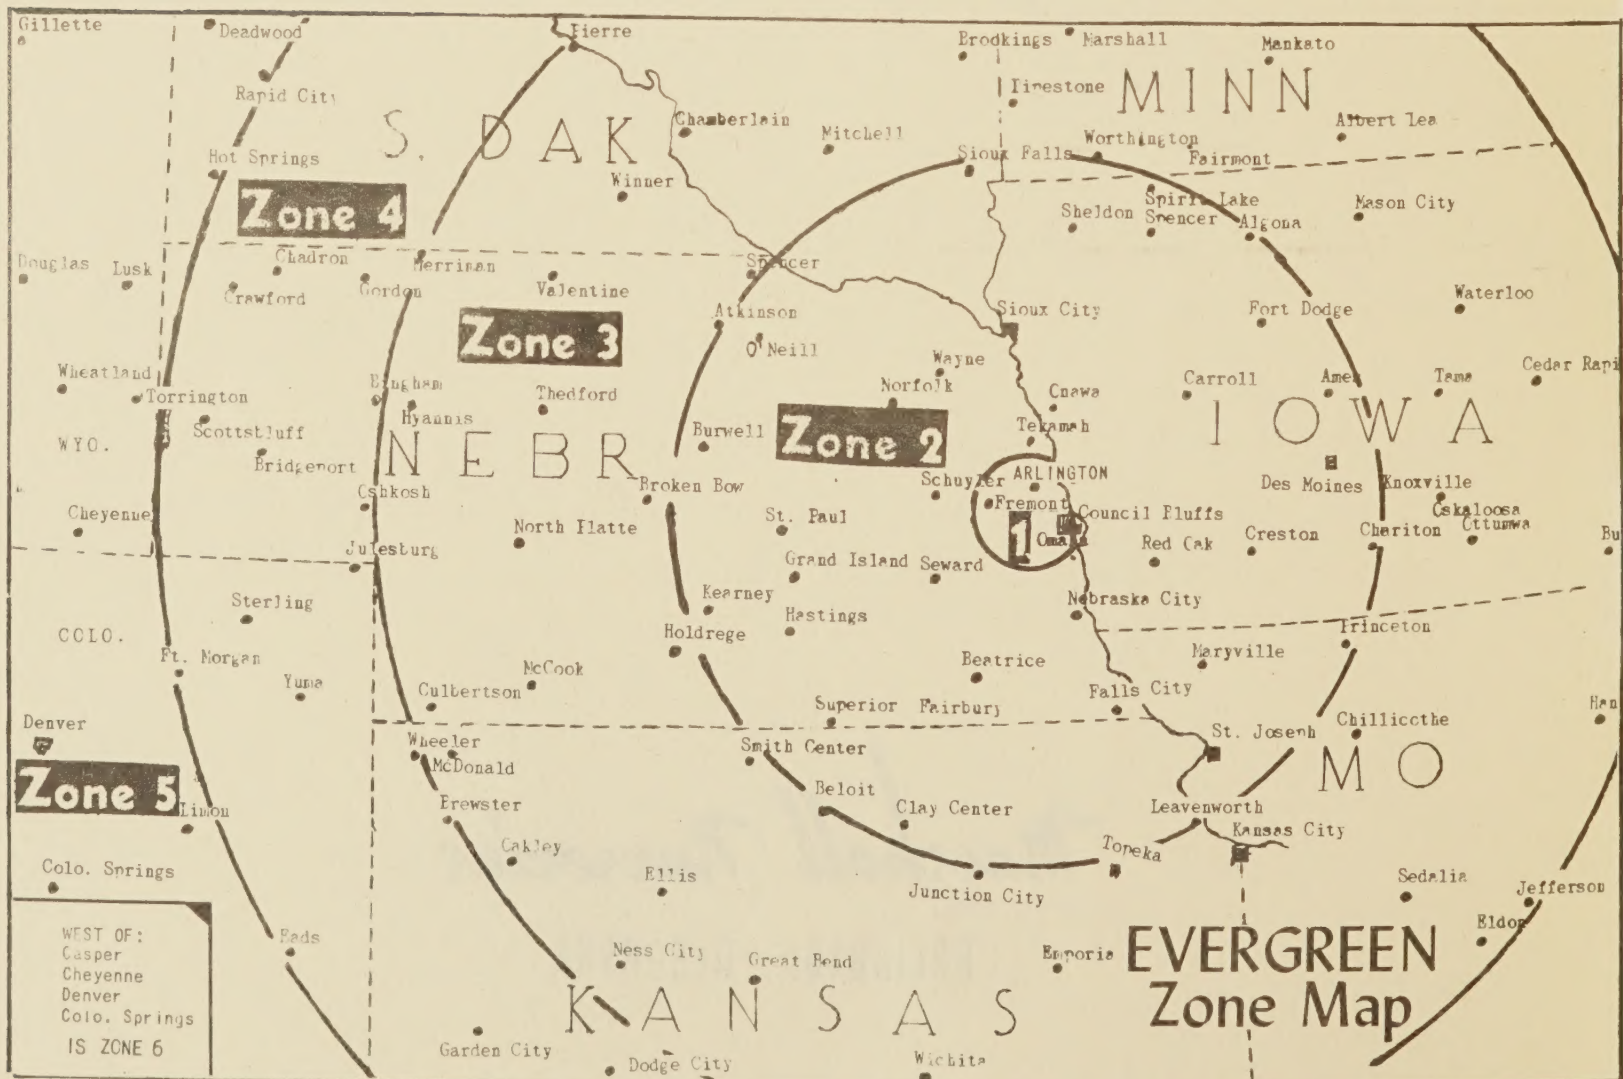 Gillette
Deadwood
Pierre
Brookings
Marshall
Mankato
Rapid City
S. DAK
Pipestone
MINN
Chamberlain
Mitchell
Worthington
Albert Lea
Hot Springs
Sioux Falls
Fairmont
Winner
Zone 4
Spirit Lake
Sheldon
Spencer
Algona
Mason City
Douglas
Lusk
Chadron
Merriman
Spencer
Crawford
Gordon
Valentine
Atkinson
Sioux City
Fort Dodge
Waterloo
Zone 3
O'Neill
Wayne
Wheatland
Torrington
Bingham
Hyannis
Thedford
Norfolk
Onawa
Carroll
Ames
Tama
Cedar Rapi
IOWA
WYO.
Scottsbluff
Bridgeport
NEBR
Burwell
Zone 2
Tekamah
Oshkosh
Broken Bow
Schuyler
ARLINGTON
Des Moines
Knoxville
Fremont
Oskaloosa
Cheyenne
North Platte
St. Paul
1
Council Bluffs
Omaha
Ottumwa
Chariton
Creston
Red Oak
Bu
Julesburg
Grand Island
Seward
Sterling
Kearney
Hastings
Nebraska City
COLO.
Holdrege
Princeton
Ft. Morgan
Yuma
McCook
Beatrice
Maryville
Culbertson
Falls City
Superior
Fairbury
Denver
Wheeler
McDonald
Smith Center
St. Joseph
Chillicothe
Han
MO
Zone 5
Limon
Brewster
Beloit
Clay Center
Leavenworth
Kansas City
Oakley
Topeka
Colo. Springs
Ellis
Junction City
Sedalia
Jefferson
Eldon
Eads
Ness City
Great Bend
Emporia
WEST OF:
Casper
Cheyenne
Denver
Colo. Springs
IS ZONE 6
KANSAS
Garden City
Dodge City
Wichita
EVERGREEN
Zone Map